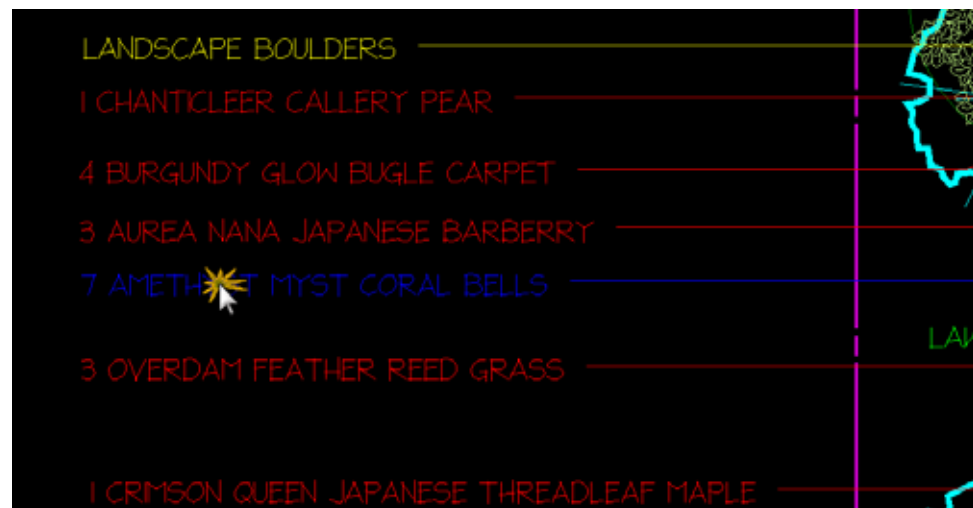 LANDSCAPE BOULDERS
1 CHANTICLEER CALLERY PEAR
4 BURGUNDY GLOW BUGLE CARPET
3 AUREA NANA JAPANESE BARBERRY
7 MYST CORAL BELLS
3 OVERDAM FEATHER REED GRASS
1 CRIMSON QUEEN JAPANESE THREADLEAF MAPLE